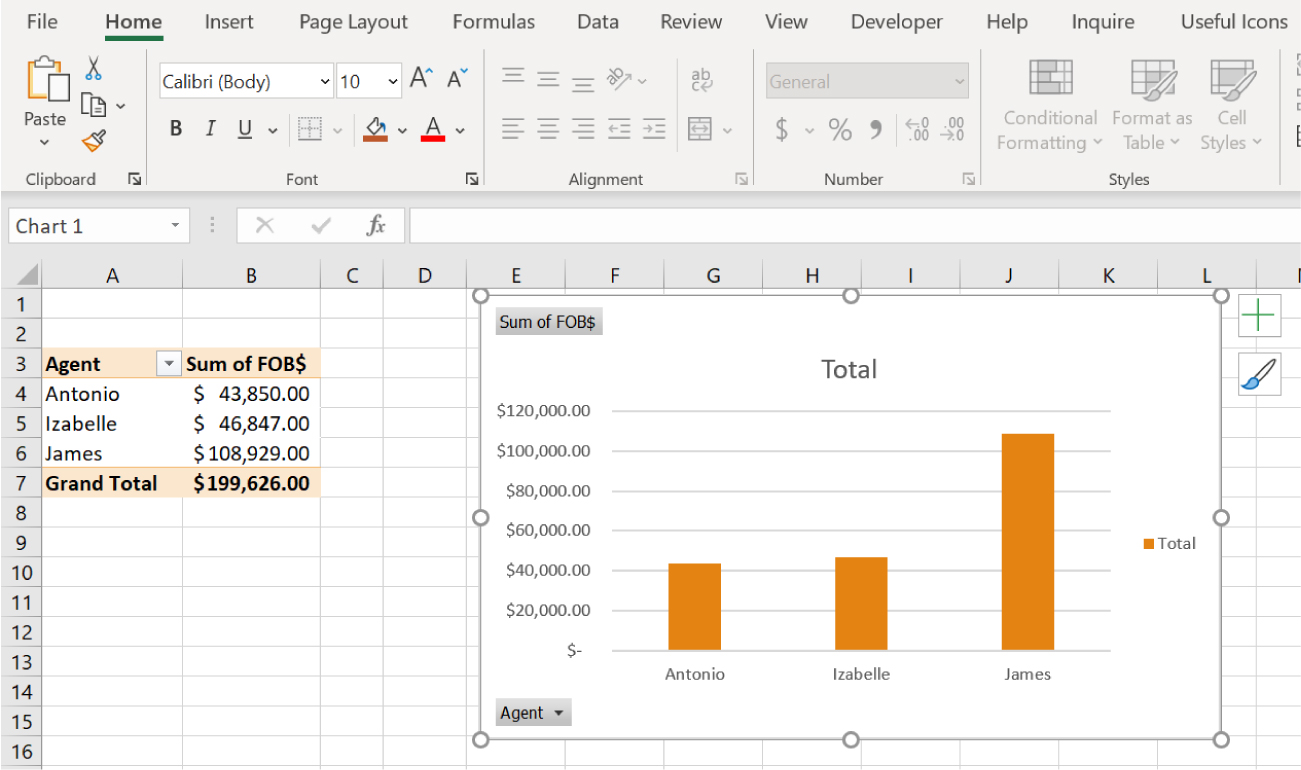 File Home Insert Page Layout Formulas Data Review View Developer Help Inquire Useful Icons
Calibri (Body) 10 A A ab General
Paste B I U A $ % .00 .00 Conditional Format as Cell
Formatting Table Styles
Clipboard Font Alignment Number Styles
Chart 1 fx
A B C D E F G H I J K L
1
2
3 Agent Sum of FOB$
4 Antonio $ 43,850.00
5 Izabelle $ 46,847.00
6 James $ 108,929.00
7 Grand Total $ 199,626.00
8
9
10
11
12
13
14
15
16
Sum of FOB$
Total
$120,000.00
$100,000.00
$80,000.00
$60,000.00
$40,000.00
$20,000.00
$-
Antonio Izabelle James
Total
Agent